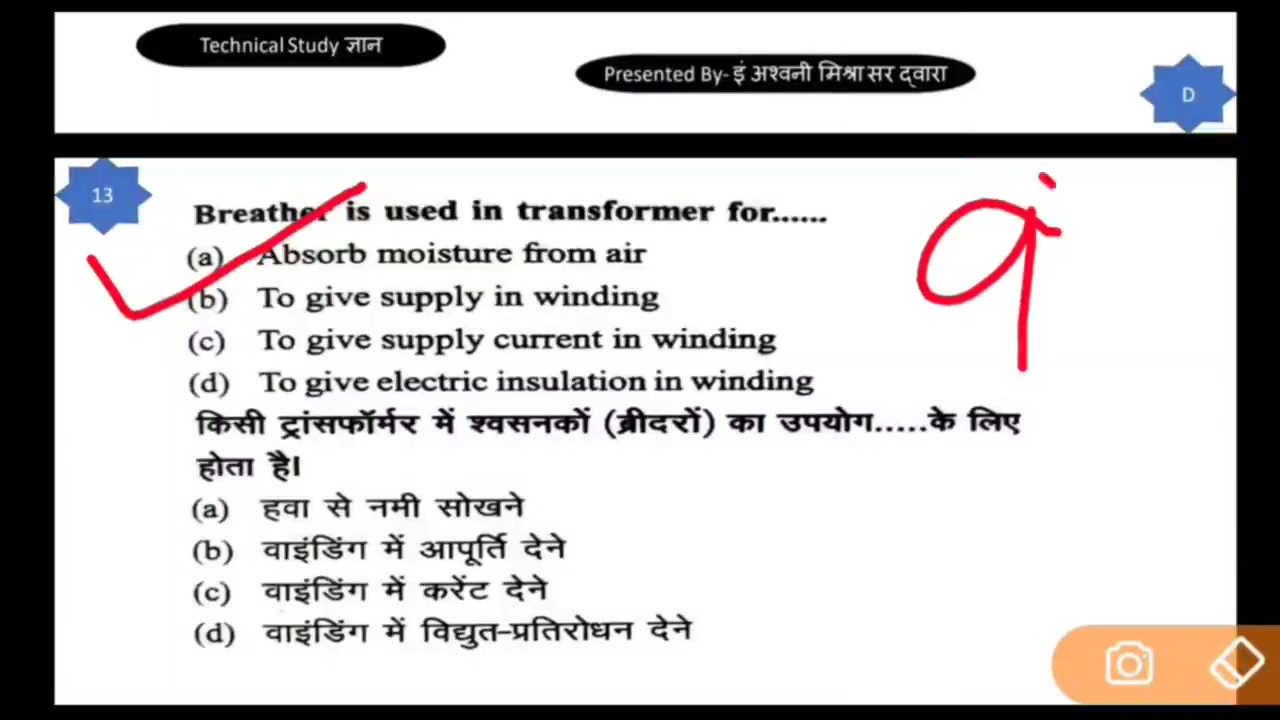 Technical Study ज्ञान
Presented By- इं अश्वनी मिश्रा सर द्वारा
D
13
Breather is used in transformer for......
(a) Absorb moisture from air
(b) To give supply in winding
(c) To give supply current in winding
(d) To give electric insulation in winding
किसी ट्रांसफॉर्मर में श्वसनकों (ब्रीदरों) का उपयोग.....के लिए
होता है।
(a) हवा से नमी सोखने
(b) वाइंडिंग में आपूर्ति देने
(c) वाइंडिंग में करेंट देने
(d) वाइंडिंग में विद्युत-प्रतिरोधन देने